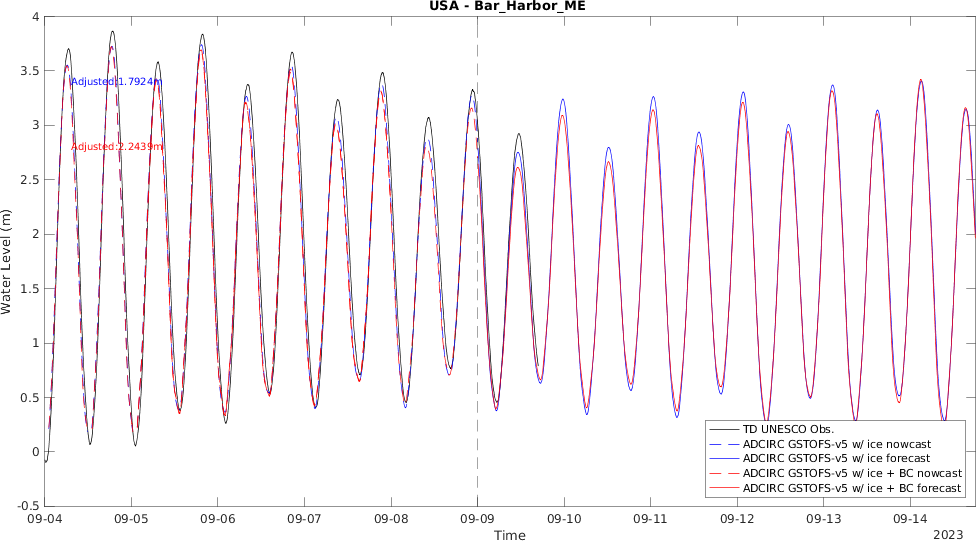 USA - Bar_Harbor_ME
4
3.5
3
2.5
2
1.5
1
0.5
0
-0.5
Water Level (m)
Adjusted:1.7924m
Adjusted:2.2439m
TD UNESCO Obs.
ADCIRC GSTOFS-v5 w/ ice nowcast
ADCIRC GSTOFS-v5 w/ ice forecast
ADCIRC GSTOFS-v5 w/ ice + BC nowcast
ADCIRC GSTOFS-v5 w/ ice + BC forecast
09-04 09-05 09-06 09-07 09-08 09-09 09-10 09-11 09-12 09-13 09-14
Time
2023